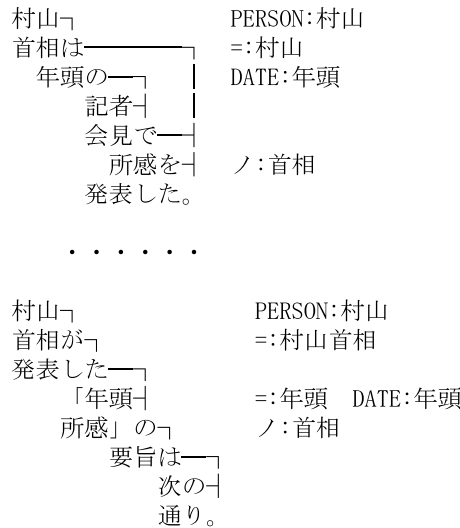 村山 PERSON:村山
首相は =:村山
年頭の DATE:年頭
記者
会見で
所感を ノ:首相
発表した。
・・・・・・
村山 PERSON:村山
首相が =:村山首相
発表した
「年頭 =:年頭 DATE:年頭
所感」の ノ:首相
要旨は
次の
通り。